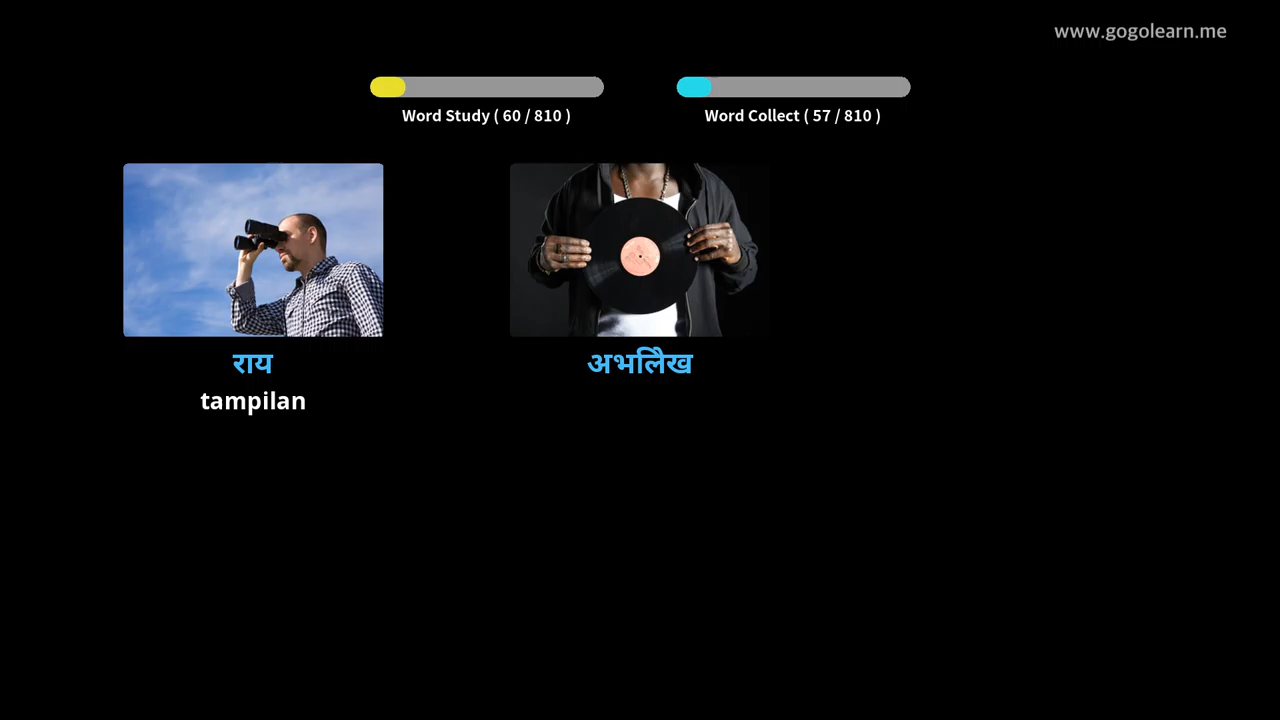 www.gogolearn.me
Word Study ( 60 / 810 )
Word Collect ( 57 / 810 )
राय
अभिलेख
tampilan